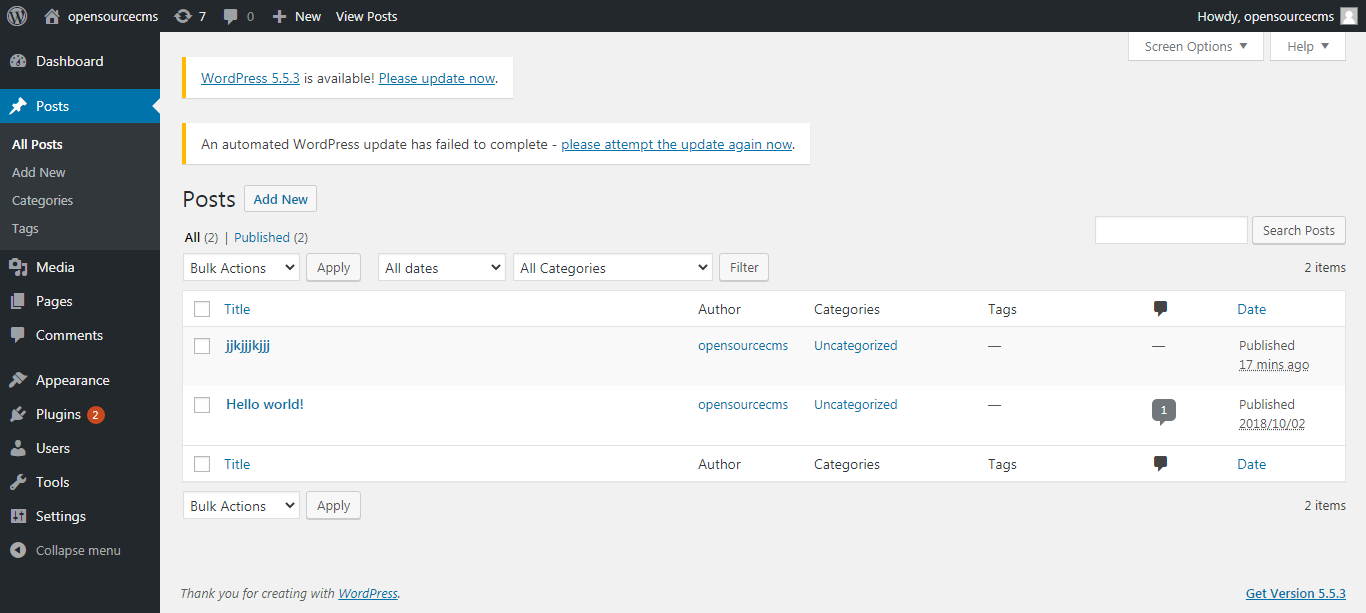 opensourcecms 7 0 New View Posts Howdy, opensourcecms
Screen Options Help
Dashboard
Posts
All Posts
Add New
Categories
Tags
Media
Pages
Comments
Appearance
Plugins 2
Users
Tools
Settings
Collapse menu
WordPress 5.5.3 is available! Please update now.
An automated WordPress update has failed to complete - please attempt the update again now.
Posts Add New
All (2) | Published (2)
Search Posts
Bulk Actions Apply All dates All Categories Filter 2 items
Title Author Categories Tags Date
jjkjjjkjjj opensourcecms Uncategorized — — Published
17 mins ago
Hello world! opensourcecms Uncategorized — 1 Published
2018/10/02
Title Author Categories Tags Date
Bulk Actions Apply 2 items
Thank you for creating with WordPress. Get Version 5.5.3